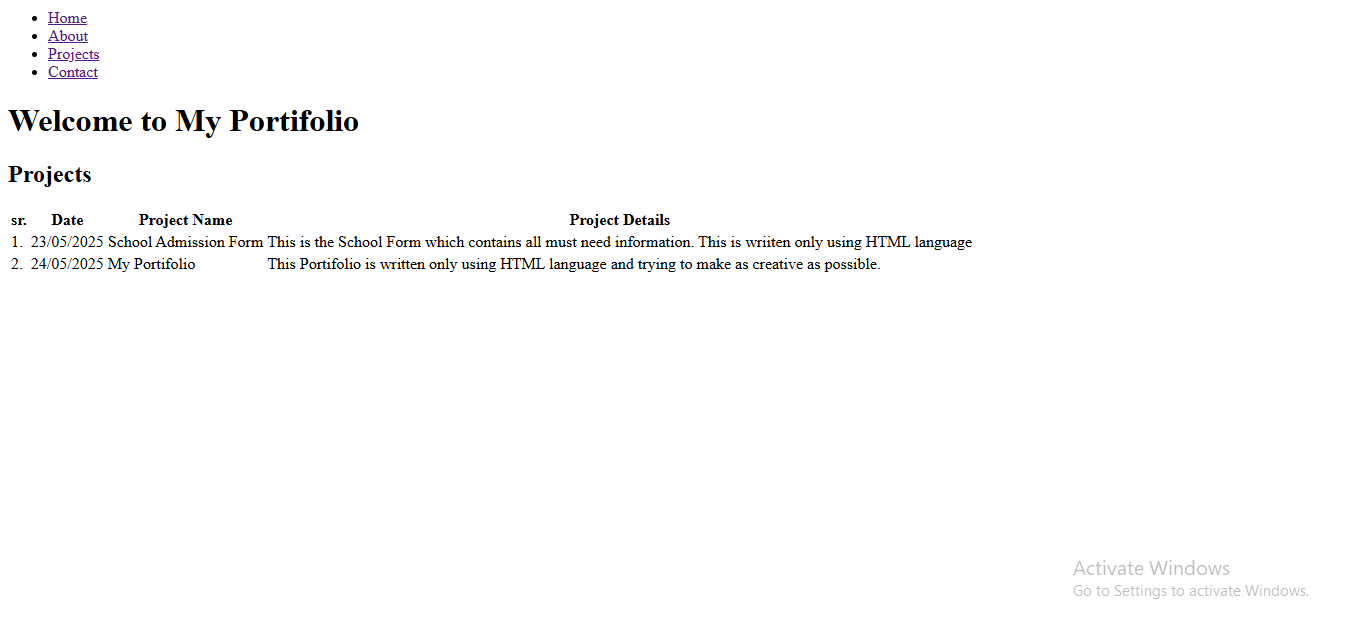 Home
About
Projects
Contact
Welcome to My Portifolio
Projects
sr. Date Project Name Project Details
1. 23/05/2025 School Admission Form This is the School Form which contains all must need information. This is wriiten only using HTML language
2. 24/05/2025 My Portifolio This Portifolio is written only using HTML language and trying to make as creative as possible.
Activate Windows
Go to Settings to activate Windows.